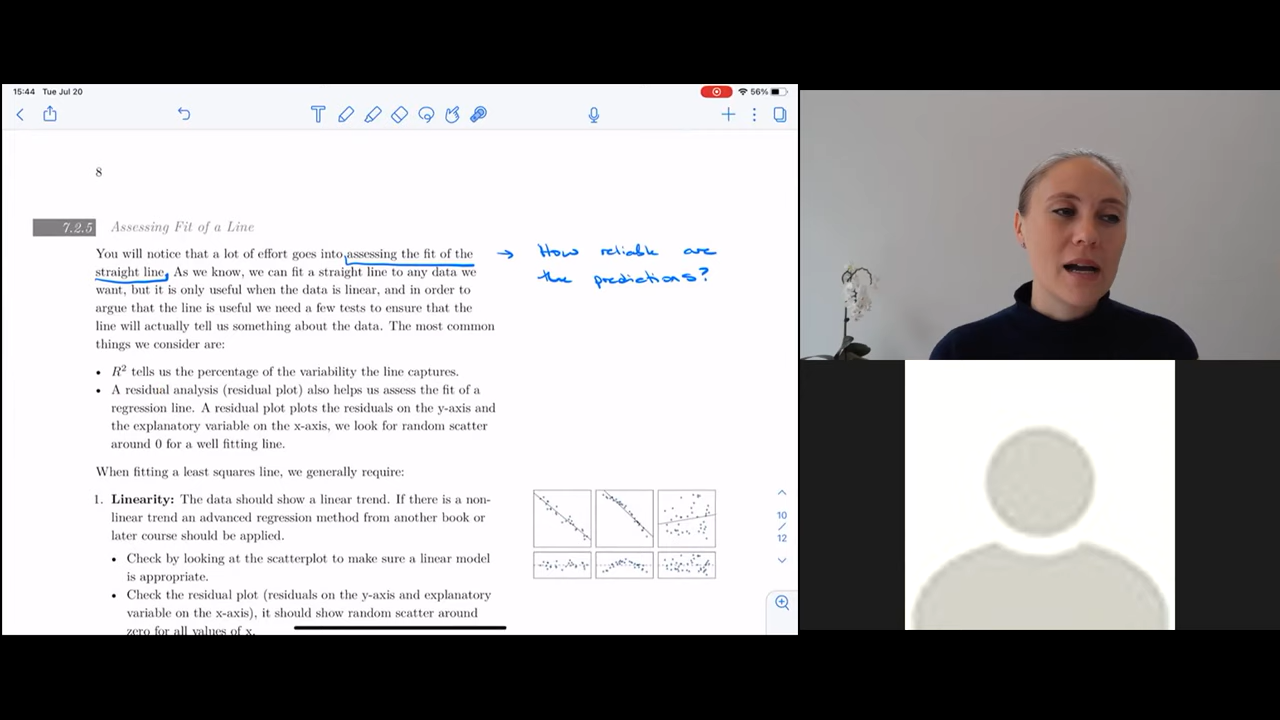 15:44 Tue Jul 20
56%
8
7.2.5 Assessing Fit of a Line
You will notice that a lot of effort goes into assessing the fit of the
straight line. As we know, we can fit a straight line to any data we
want, but it is only useful when the data is linear, and in order to
argue that the line is useful we need a few tests to ensure that the
line will actually tell us something about the data. The most common
things we consider are:
→ How reliable are
the predictions?
• R² tells us the percentage of the variability the line captures.
• A residual analysis (residual plot) also helps us assess the fit of a
regression line. A residual plot plots the residuals on the y-axis and
the explanatory variable on the x-axis, we look for random scatter
around 0 for a well fitting line.
When fitting a least squares line, we generally require:
1. Linearity: The data should show a linear trend. If there is a non-
linear trend an advanced regression method from another book or
later course should be applied.
• Check by looking at the scatterplot to make sure a linear model
is appropriate.
• Check the residual plot (residuals on the y-axis and explanatory
variable on the x-axis), it should show random scatter around
zero for all values of x.
10
/
12